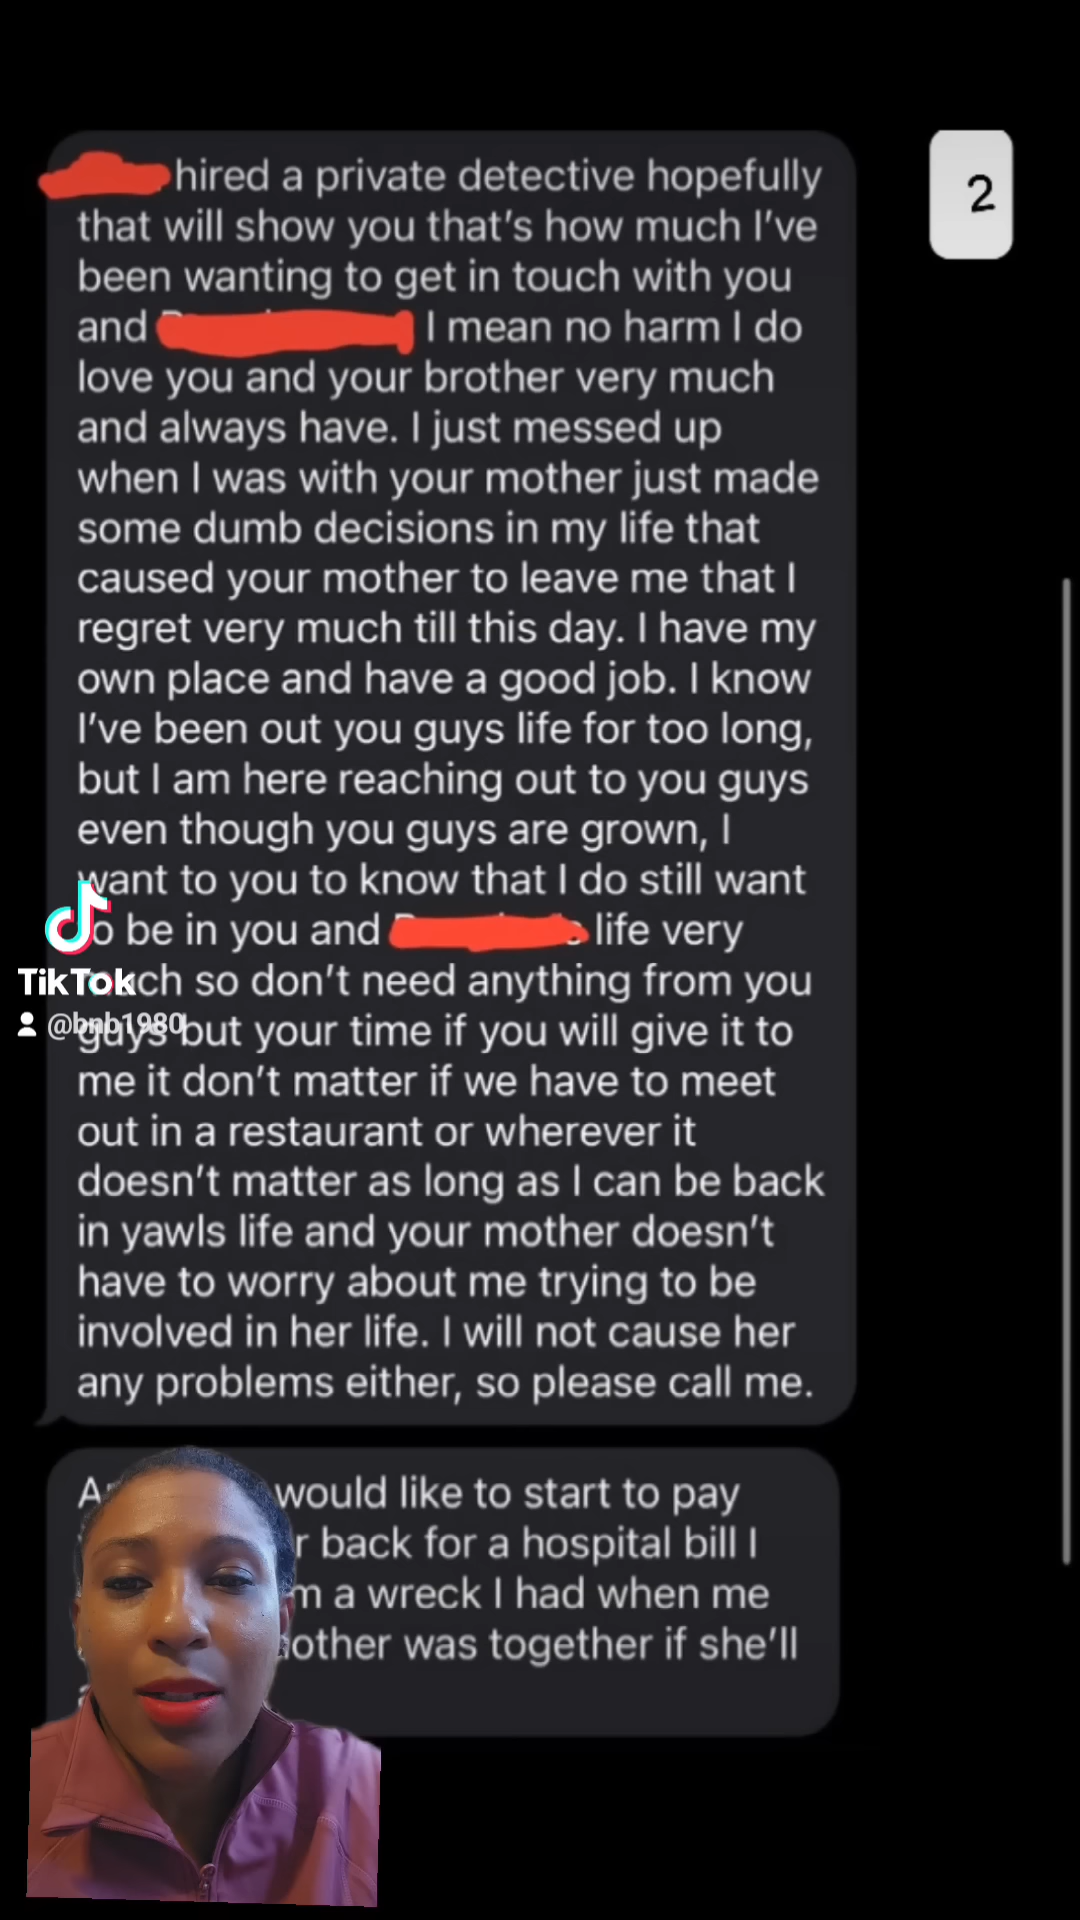 hired a private detective hopefully
that will show you that's how much I've
been wanting to get in touch with you
and I mean no harm I do
love you and your brother very much
and always have. I just messed up
when I was with your mother just made
some dumb decisions in my life that
caused your mother to leave me that I
regret very much till this day. I have my
own place and have a good job. I know
I've been out you guys life for too long,
but I am here reaching out to you guys
even though you guys are grown, I
want to you to know that I do still want
be in you and life very
so don't need anything from you
guys but your time if you will give it to
me it don't matter if we have to meet
out in a restaurant or wherever it
doesn't matter as long as I can be back
in yawls life and your mother doesn't
have to worry about me trying to be
involved in her life. I will not cause her
any problems either, so please call me.
would like to start to pay
back for a hospital bill I
a wreck I had when me
was together if she'll
2
TikTok
@bnb1980